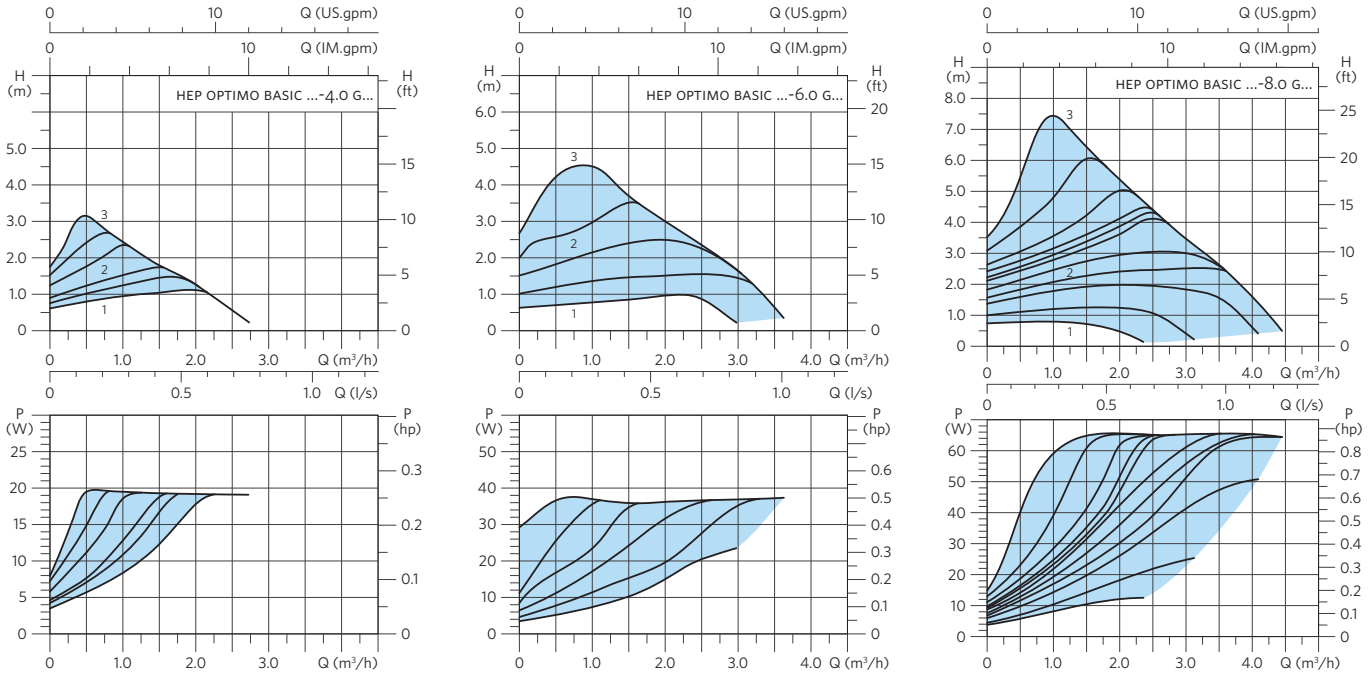 0 10 Q (US.gpm)
0 10 Q (IM.gpm)
H (m) H (ft)
HEP OPTIMO BASIC ...-4.0 G...
5.0 15
4.0
3.0 3 10
2.0 2 5
1.0 1
0 0
0 1.0 2.0 3.0 Q (m³/h)
0 0.5 1.0 Q (l/s)
P (W) P (hp)
25 0.3
20
15 0.2
10 0.1
5
0 0
0 1.0 2.0 3.0 Q (m³/h)
0 10 Q (US.gpm)
0 10 Q (IM.gpm)
H (m) H (ft)
HEP OPTIMO BASIC ...-6.0 G...
6.0 20
5.0 15
4.0 3
3.0 10
2.0 2 5
1.0 1
0 0
0 1.0 2.0 3.0 4.0 Q (m³/h)
0 0.5 1.0 Q (l/s)
P (W) P (hp)
50 0.6
40 0.5
30 0.4
20 0.3
10 0.2
0 0.1
0
0 1.0 2.0 3.0 4.0 Q (m³/h)
0 10 Q (US.gpm)
0 10 Q (IM.gpm)
H (m) H (ft)
HEP OPTIMO BASIC ...-8.0 G...
8.0 25
7.0 3
6.0 20
5.0 15
4.0
3.0 10
2.0 2 5
1.0 1
0 0
0 1.0 2.0 3.0 4.0 Q (m³/h)
0 0.5 1.0 Q (l/s)
P (W) P (hp)
60 0.8
50 0.7
40 0.6
30 0.5
20 0.4
10 0.3
0 0.2
0.1
0
0 1.0 2.0 3.0 4.0 Q (m³/h)